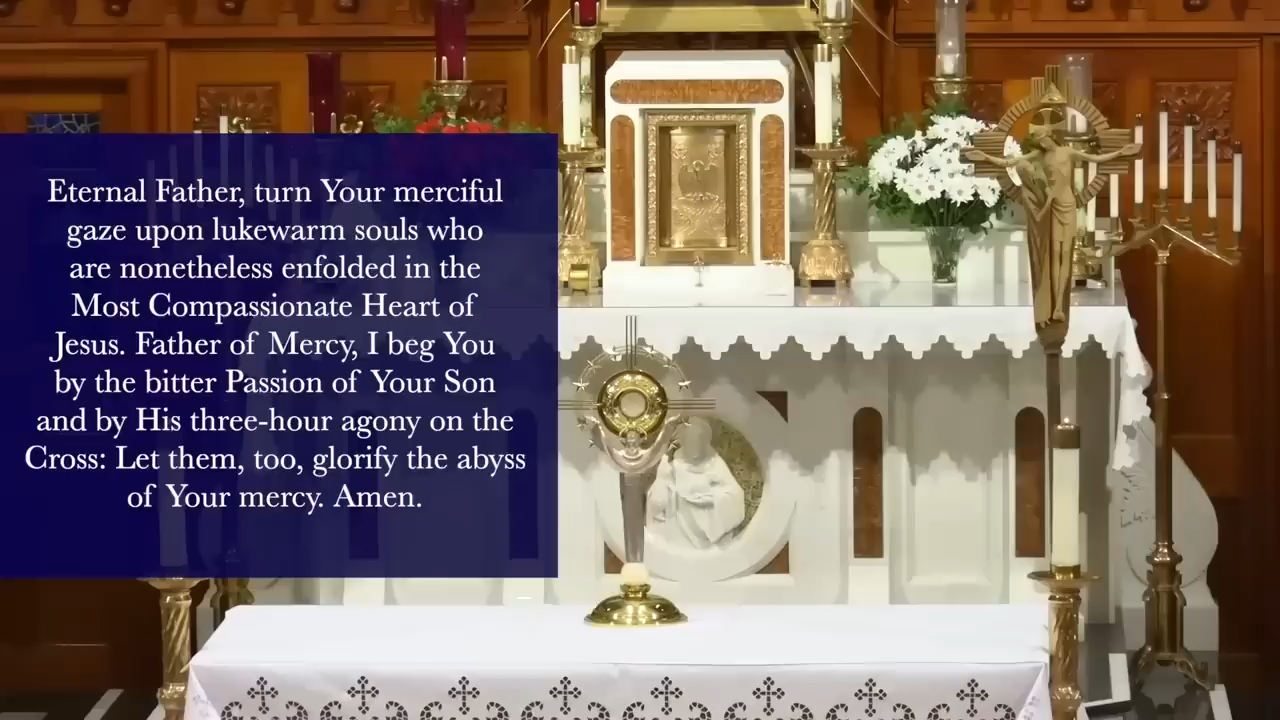 Eternal Father, turn Your merciful
gaze upon lukewarm souls who
are nonetheless enfolded in the
Most Compassionate Heart of
Jesus. Father of Mercy, I beg You
by the bitter Passion of Your Son
and by His three-hour agony on the
Cross: Let them, too, glorify the abyss
of Your mercy. Amen.